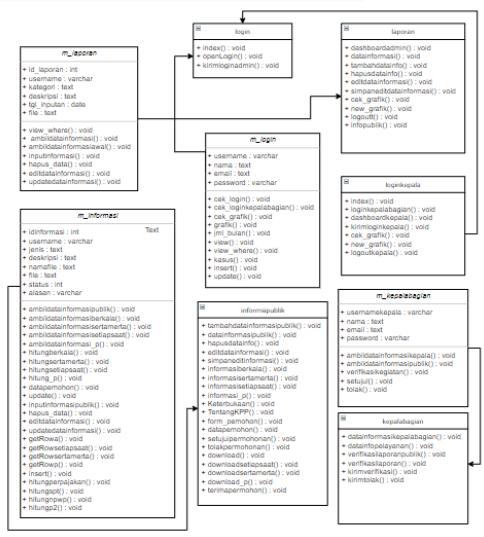 m_laporan
+ id_laporan : int
+ username : varchar
+ kategori : text
+ deskripsi : text
+ tgl_inputan : date
+ file : text
+ view_where() : void
+ ambildatainformasi() : void
+ ambildatainformasiawal() : void
+ inputinformasi() : void
+ hapus_data() : void
+ editdatainformasi() : void
+ updatedatainformasi() : void
login
+ index() : void
+ openLogin() : void
+ kirimloginadmin() : void
laporan
+ dashboardadmin() : void
+ datainformasi() : void
+ tambahdatainfo() : void
+ hapusdatainfo() : void
+ editdatainformasi() : void
+ simpaneditdatainformasi() : void
+ cek_grafik() : void
+ new_grafik() : void
+ logoutt() : void
+ infopublik() : void
m_login
+ username : varchar
+ nama : text
+ email : text
+ password : varchar
+ cek_login() : void
+ cek_loginkepalabagian() : void
+ cek_grafik() : void
+ grafik() : void
+ jml_bulan() : void
+ view() : void
+ view_where() : void
+ kasus() : void
+ insert() : void
+ update() : void
loginkepala
+ index() : void
+ loginkepalabagian() : void
+ dashboardkepala() : void
+ kirimloginkepala() : void
+ cek_grafik() : void
+ new_grafik() : void
+ logoutkepala() : void
m_informasi
Text
+ idinformasi : int
+ username : varchar
+ jenis : text
+ deskripsi : text
+ namafile : text
+ file : text
+ status : int
+ alasan : varchar
+ ambildatainformasipublik() : void
+ ambildatainformasiberkala() : void
+ ambildatainformasisertamerta() : void
+ ambildatainformasisetiapsaat() : void
+ ambildatainformasi_p() : void
+ hitungberkala() : void
+ hitungsertamerta() : void
+ hitungsetiapsaat() : void
+ hitung_p() : void
+ datapemohon() : void
+ update() : void
+ inputinformasipublik() : void
+ hapus_data() : void
+ editdatainformasi() : void
+ updatedatainformasi() : void
+ getRowa() : void
+ getRowsetiapsaat() : void
+ getRowsertamerta() : void
+ getRowp() : void
+ insert() : void
+ hitungperpajakan() : void
+ hitungspt() : void
+ hitungnpwp() : void
+ hitungp2() : void
informasipublik
+ tambahdatainformasipublik() : void
+ datainformasipublik() : void
+ hapusdatainfo() : void
+ editdatainformasi() : void
+ simpaneditinformasi() : void
+ informasiberkala() : void
+ informasisertamerta() : void
+ informasisetiapsaat() : void
+ informasi_p() : void
+ Keterbukaan() : void
+ TentangKPP() : void
+ form_pemohon() : void
+ datapemohon() : void
+ setujuipermohonan() : void
+ tolakpermohonan() : void
+ download() : void
+ downloadsetiapsaat() : void
+ downloadsertamerta() : void
+ download_p() : void
+ terimapermohon() : void
m_kepalabagian
+ usernamekepala : varchar
+ nama : text
+ email : text
+ password : varchar
+ ambildatainformasikepala() : void
+ ambildatainformasipublik() : void
+ verifikasikegiatan() : void
+ setujui() : void
+ tolak() : void
kepalabagian
+ datainformasikepalabagian() : void
+ datainfopelayanan() : void
+ verifikasilaporanpublik() : void
+ verifikasilaporan() : void
+ kirimverifikasi() : void
+ kirimtolak() : void